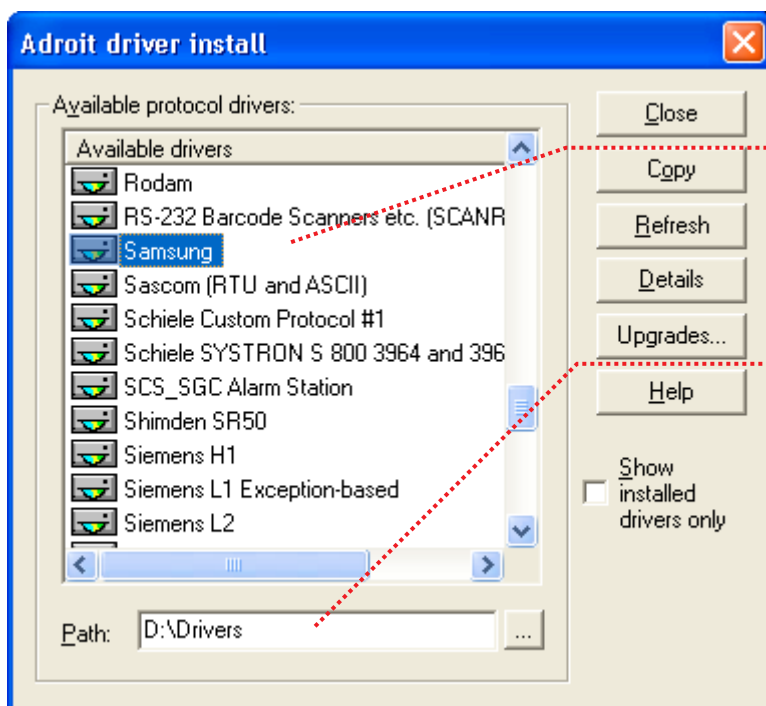 Adroit driver install
Available protocol drivers:
Available drivers
Rodam
RS-232 Barcode Scanners etc. (SCANR
Samsung
Sascom (RTU and ASCII)
Schiele Custom Protocol #1
Schiele SYSTRON S 800 3964 and 396
SCS_SGC Alarm Station
Shimden SR50
Siemens H1
Siemens L1 Exception-based
Siemens L2
Path: D:\Drivers ...
Close
Copy
Refresh
Details
Upgrades...
Help
Show
installed
drivers only